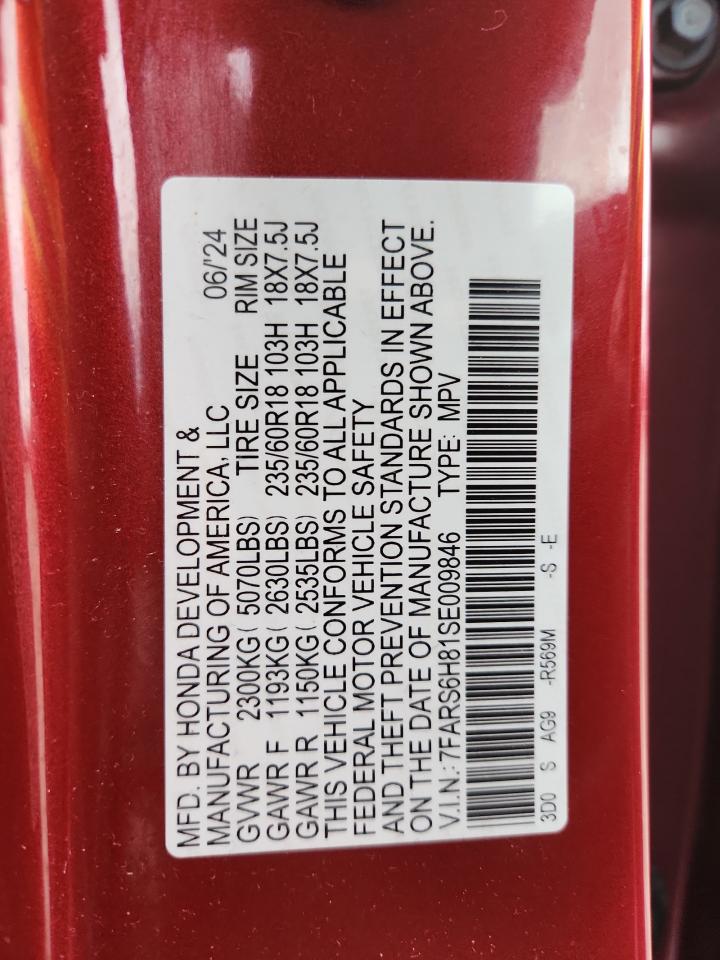 MFD. BY HONDA DEVELOPMENT &
MANUFACTURING OF AMERICA, LLC 06/'24
GVWR 2300KG ( 5070LBS) TIRE SIZE RIM SIZE
GAWR F 1193KG ( 2630LBS) 235/60R18 103H 18X7.5J
GAWR R 1150KG ( 2535LBS) 235/60R18 103H 18X7.5J
THIS VEHICLE CONFORMS TO ALL APPLICABLE
FEDERAL MOTOR VEHICLE SAFETY
AND THEFT PREVENTION STANDARDS IN EFFECT
ON THE DATE OF MANUFACTURE SHOWN ABOVE.
V.I.N.: 7FARS6H81SE009846 TYPE: MPV
3D0 S AG9 -R569M -S -E